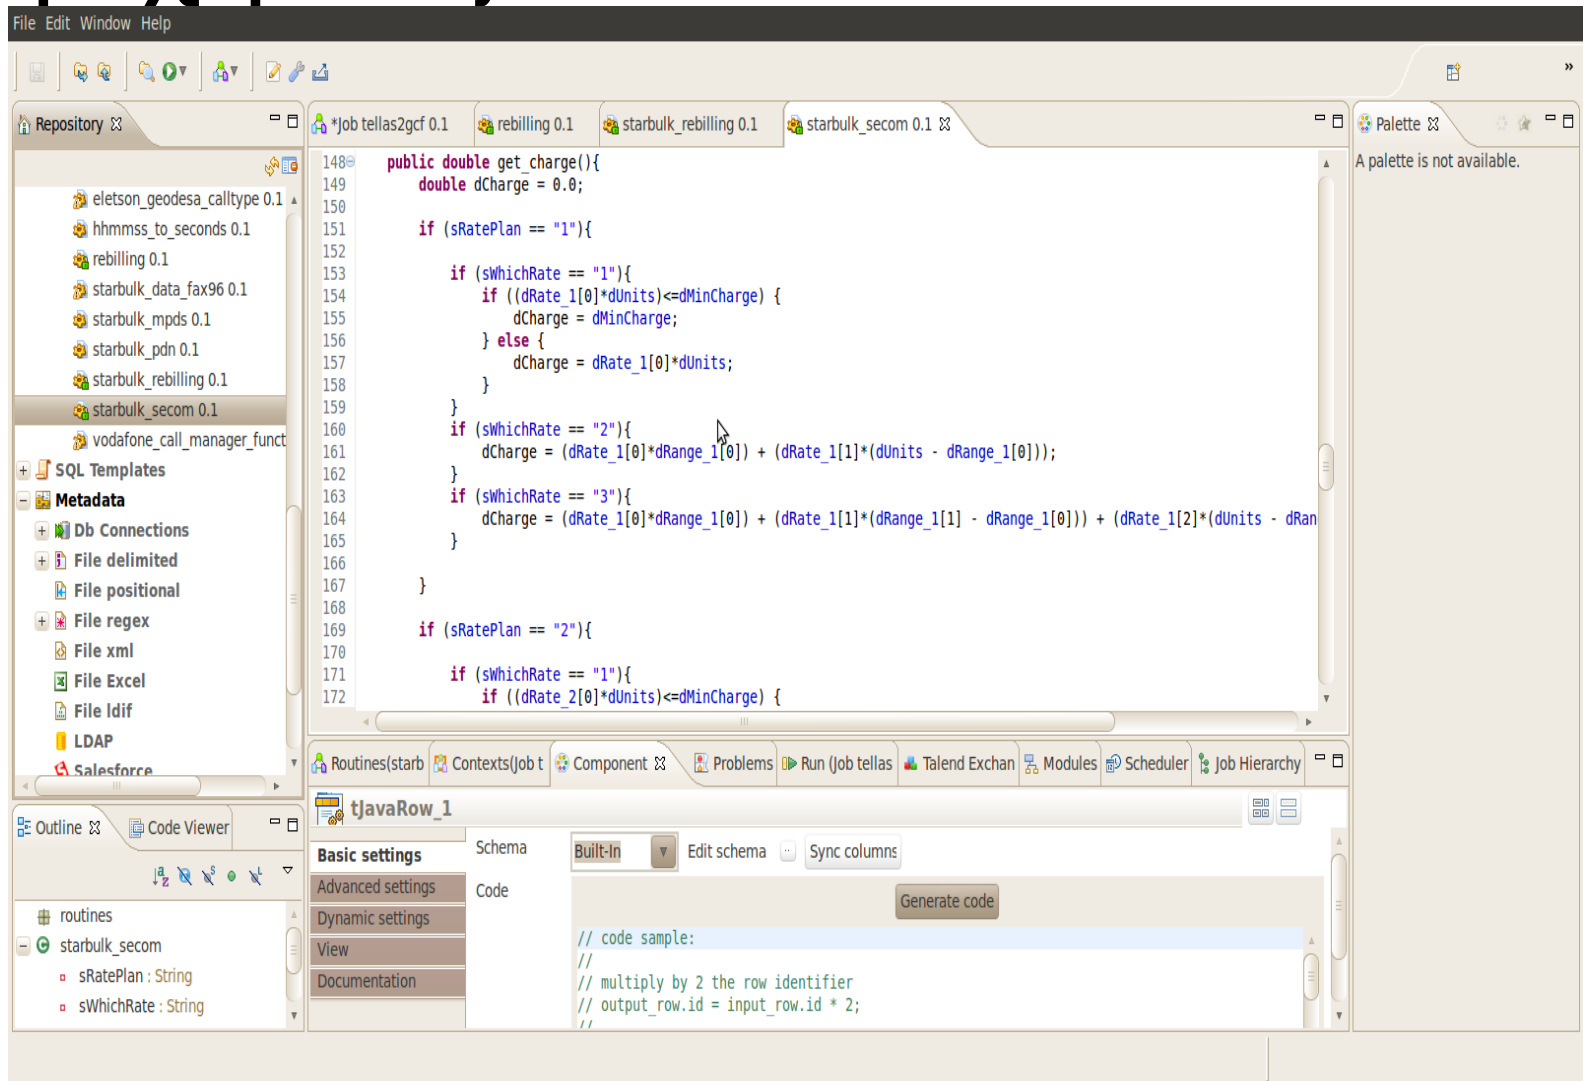 File Edit Window Help
»
Repository
eletson_geodesa_calltype 0.1
hhmmss_to_seconds 0.1
rebilling 0.1
starbulk_data_fax96 0.1
starbulk_mpds 0.1
starbulk_pdn 0.1
starbulk_rebilling 0.1
starbulk_secom 0.1
vodafone_call_manager_funct
SQL Templates
Metadata
Db Connections
File delimited
File positional
File regex
File xml
File Excel
File ldif
LDAP
Salesforce
*Job tellas2gcf 0.1 rebilling 0.1 starbulk_rebilling 0.1 starbulk_secom 0.1
148 public double get_charge(){
149 double dCharge = 0.0;
150
151 if (sRatePlan == "1"){
152
153 if (sWhichRate == "1"){
154 if ((dRate_1[0]*dUnits)<=dMinCharge) {
155 dCharge = dMinCharge;
156 } else {
157 dCharge = dRate_1[0]*dUnits;
158 }
159 }
160 if (sWhichRate == "2"){
161 dCharge = (dRate_1[0]*dRange_1[0]) + (dRate_1[1]*(dUnits - dRange_1[0]));
162 }
163 if (sWhichRate == "3"){
164 dCharge = (dRate_1[0]*dRange_1[0]) + (dRate_1[1]*(dRange_1[1] - dRange_1[0])) + (dRate_1[2]*(dUnits - dRan
165 }
166
167 }
168
169 if (sRatePlan == "2"){
170
171 if (sWhichRate == "1"){
172 if ((dRate_2[0]*dUnits)<=dMinCharge) {
Palette
A palette is not available.
Outline Code Viewer
routines
starbulk_secom
sRatePlan : String
sWhichRate : String
Routines(starb Contexts(Job t Component Problems Run (Job tellas Talend Exchan Modules Scheduler Job Hierarchy
tJavaRow_1
Basic settings
Advanced settings
Dynamic settings
View
Documentation
Schema Built-In Edit schema ... Sync columns
Code
Generate code
// code sample:
//
// multiply by 2 the row identifier
// output_row.id = input_row.id * 2;
//